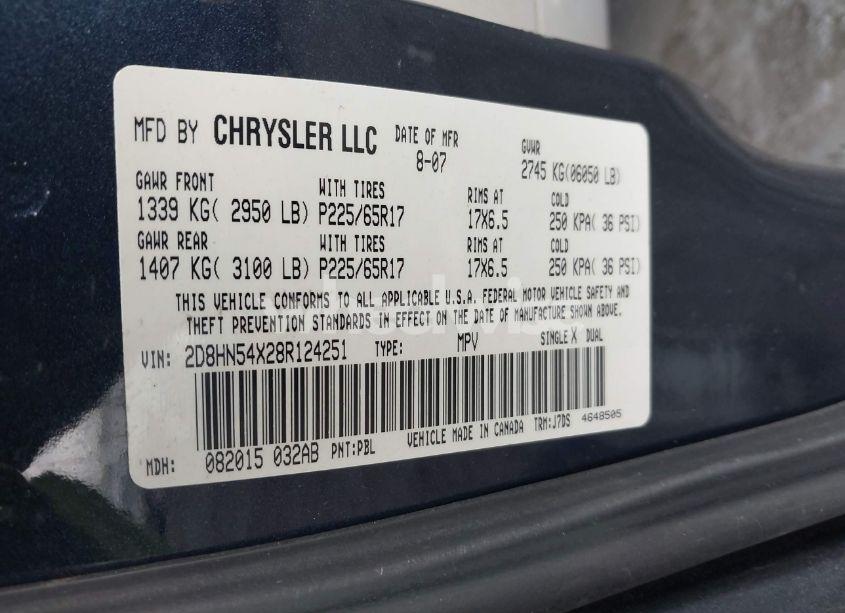 MFD BY CHRYSLER LLC DATE OF MFR 8-07 GVWR 2745 KG(06050 LB)
GAWR FRONT WITH TIRES RIMS AT COLD
1339 KG( 2950 LB) P225/65R17 17X6.5 250 KPA( 36 PSI)
GAWR REAR WITH TIRES RIMS AT COLD
1407 KG( 3100 LB) P225/65R17 17X6.5 250 KPA( 36 PSI)
THIS VEHICLE CONFORMS TO ALL APPLICABLE U.S.A. FEDERAL MOTOR VEHICLE SAFETY AND
THEFT PREVENTION STANDARDS IN EFFECT ON THE DATE OF MANUFACTURE SHOWN ABOVE.
VIN: 2D8HN54X28R124251 TYPE: MPV SINGLE X DUAL
MDH: 082015 032AB PNT:PBL VEHICLE MADE IN CANADA TRM:J7DS 4648505